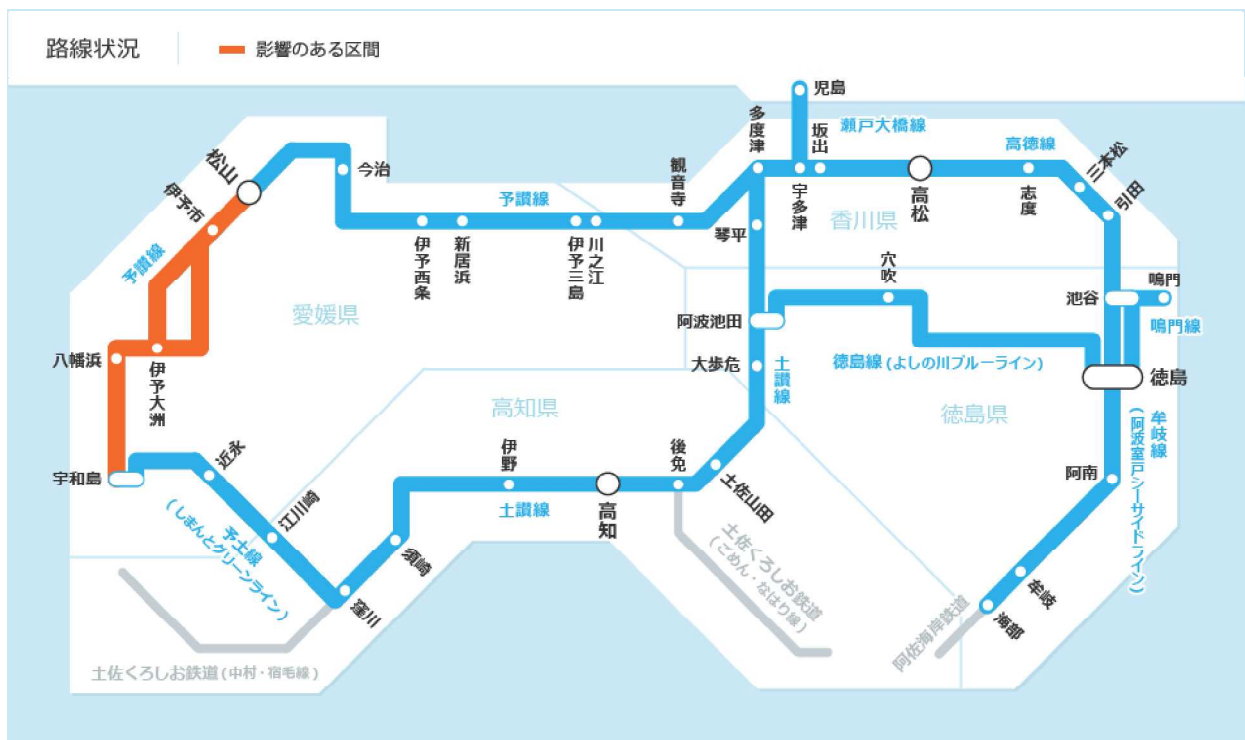 路線状況
影響のある区間
児島
多度津
坂出
瀬戸大橋線
高徳線
三本松
松山
今治
観音寺
宇多津
高松
志度
引田
伊予市
予讃線
香川県
琴平
予讃線
伊予西条
新居浜
伊予三島
川之江
穴吹
鳴門
池谷
愛媛県
阿波池田
鳴門線
八幡浜
伊予大洲
大歩危
土讃線
徳島線(よしの川ブルーライン)
徳島
高知県
徳島県
牟岐線
(阿波室戸シーサイドライン)
近永
伊野
後免
宇和島
土佐山田
阿南
江川崎
土讃線
高知
予土線
(しまんとグリーンライン)
須崎
土佐くろしお鉄道
(ごめん・なはり線)
窪川
牟岐
海部
阿佐海岸鉄道
土佐くろしお鉄道(中村・宿毛線)